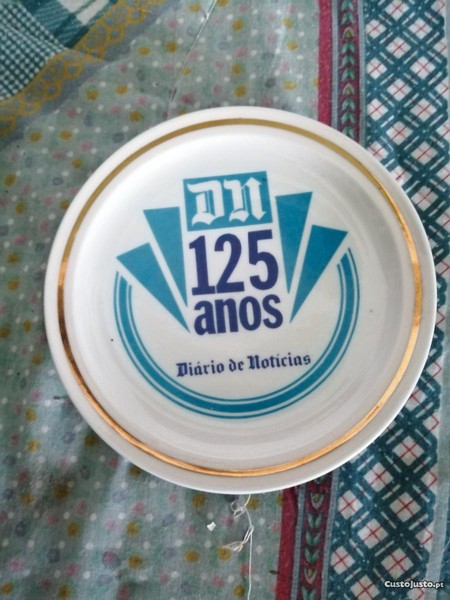 DN
125
anos
Diário de Notícias
CustoJusto.pt